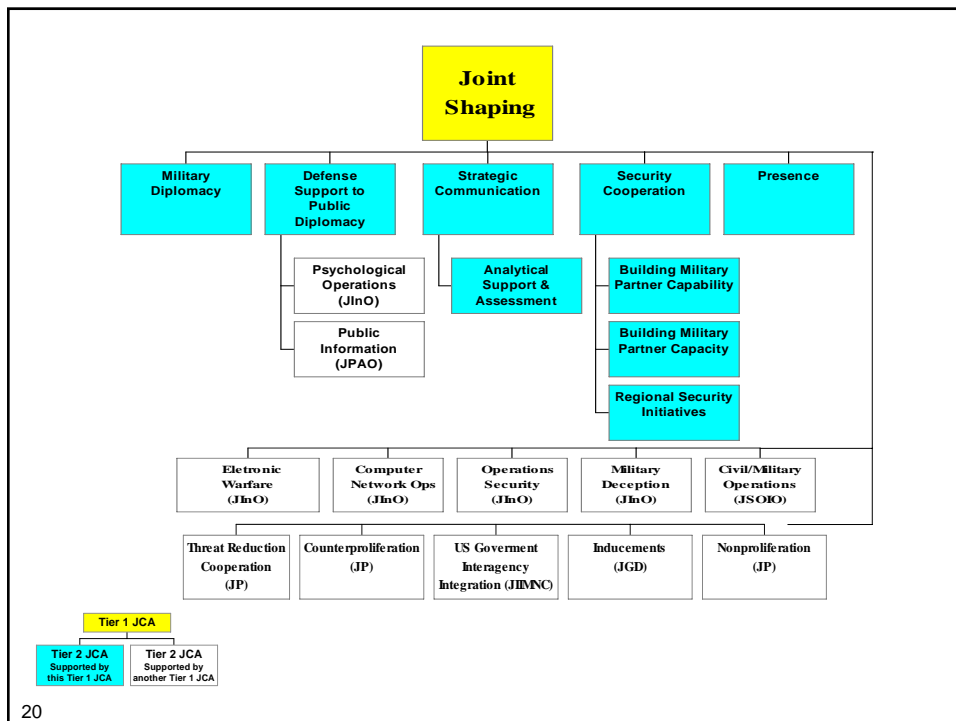 Joint
Shaping
Military
Diplomacy
Defense
Support to
Public
Diplomacy
Strategic
Communication
Security
Cooperation
Presence
Psychological
Operations
(JInO)
Public
Information
(JPAO)
Analytical
Support &
Assessment
Building Military
Partner Capability
Building Military
Partner Capacity
Regional Security
Initiatives
Eletronic
Warfare
(JInO)
Computer
Network Ops
(JInO)
Operations
Security
(JInO)
Military
Deception
(JInO)
Civil/Military
Operations
(JSOIO)
Threat Reduction
Cooperation
(JP)
Counterproliferation
(JP)
US Goverment
Interagency
Integration (JIIMNC)
Inducements
(JGD)
Nonproliferation
(JP)
Tier 1 JCA
Tier 2 JCA
Supported by
this Tier 1 JCA
Tier 2 JCA
Supported by
another Tier 1 JCA
20